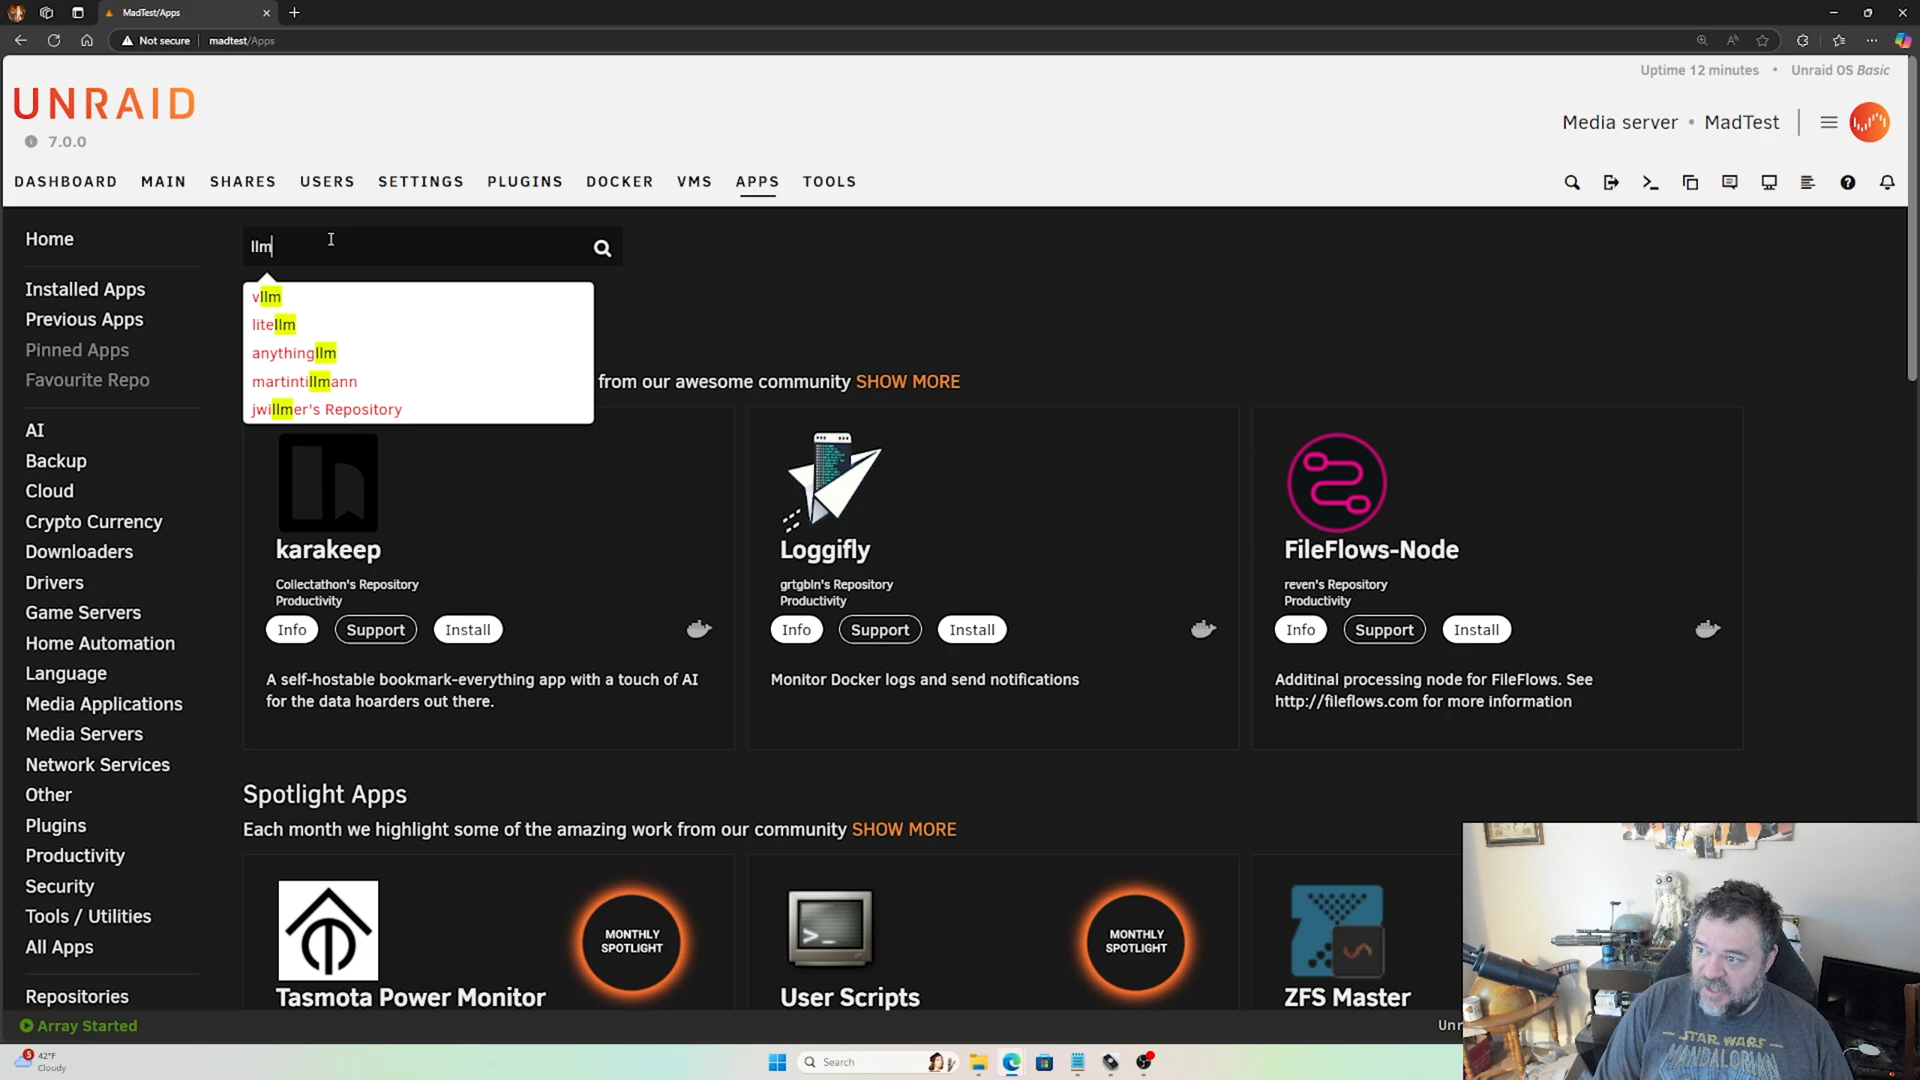 MadTest/Apps
Not secure
madtest/Apps
Uptime 12 minutes • Unraid OS Basic
UNRAID
7.0.0
Media server • MadTest
DASHBOARD MAIN SHARES USERS SETTINGS PLUGINS DOCKER VMS APPS TOOLS
Home
Installed Apps
Previous Apps
Pinned Apps
Favourite Repo
AI
Backup
Cloud
Crypto Currency
Downloaders
Drivers
Game Servers
Home Automation
Language
Media Applications
Media Servers
Network Services
Other
Plugins
Productivity
Security
Tools / Utilities
All Apps
Repositories
llm
vllm
litellm
anythingllm
martintillmann
jwillmer's Repository
from our awesome community SHOW MORE
karakeep
Collectathon's Repository
Productivity
Info Support Install
A self-hostable bookmark-everything app with a touch of AI
for the data hoarders out there.
Loggifly
grtgbln's Repository
Productivity
Info Support Install
Monitor Docker logs and send notifications
FileFlows-Node
reven's Repository
Productivity
Info Support Install
Additinal processing node for FileFlows. See
http://fileflows.com for more information
Spotlight Apps
Each month we highlight some of the amazing work from our community SHOW MORE
MONTHLY
SPOTLIGHT
Tasmota Power Monitor
>_
MONTHLY
SPOTLIGHT
User Scripts
ZFS Master
Array Started
Unr
STAR WARS
MANDALORIAN
5
42°F
Cloudy
Search